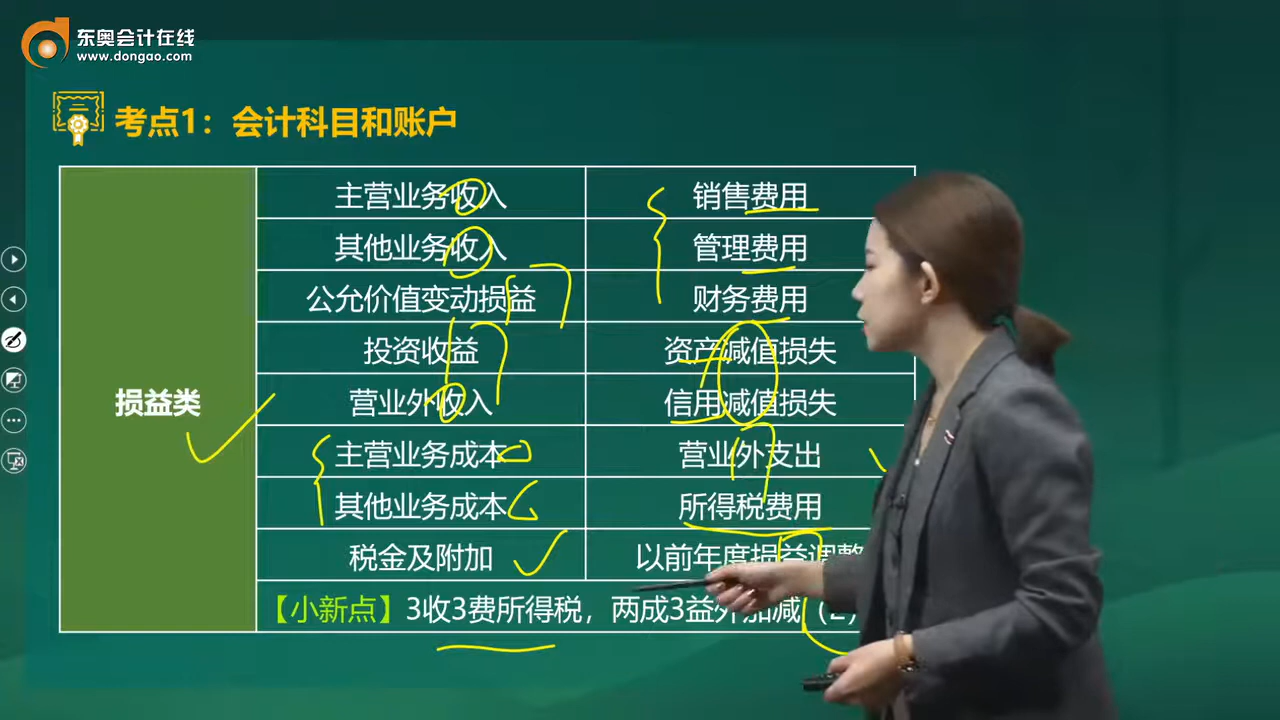 东奥会计在线
www.dongao.com
考点1：会计科目和账户
损益类
主营业务收入 销售费用
其他业务收入 管理费用
公允价值变动损益 财务费用
投资收益 资产减值损失
营业外收入 信用减值损失
主营业务成本 营业外支出
其他业务成本 所得税费用
税金及附加 以前年度损益调整
【小新点】3收3费所得税，两成3益外加减（2）